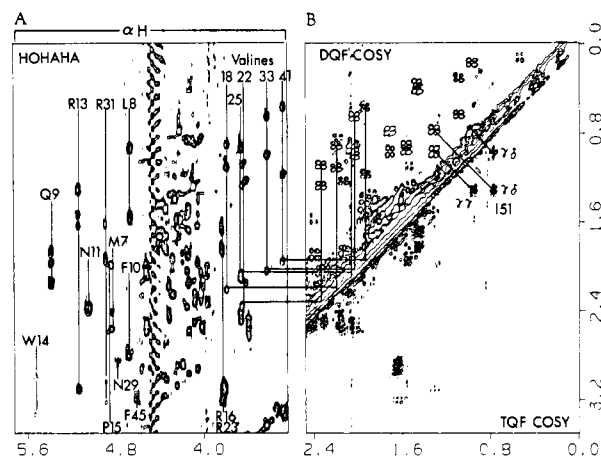 A
B
αH
HOHAHA
Valines
18 22 33 41
25
R13 R31 L8
Q9
N11
M7
F10
W14
N29
F45
P15
R16
R23
5.6 4.8 4.0
DQF-COSY
γδ
γδ
γγ
I51
TQF COSY
0.0
0.8
1.6
2.4
3.2
2.4 1.6 0.8 0.0